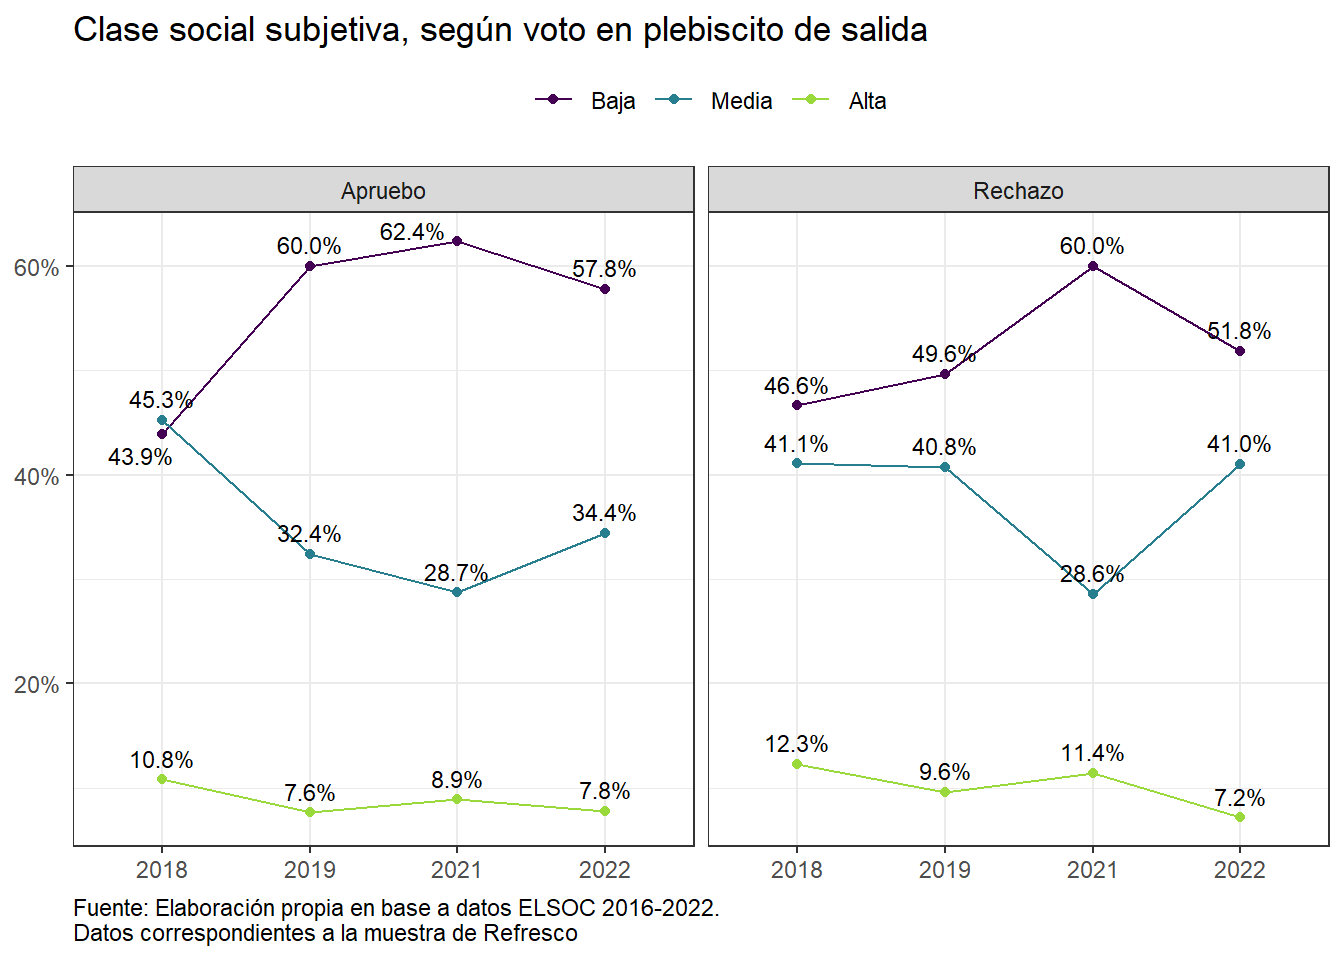 Clase social subjetiva, según voto en plebiscito de salida
Baja Media Alta
Apruebo Rechazo
60%
40%
20%
60.0% 62.4% 57.8%
45.3%
43.9%
32.4% 28.7% 34.4%
10.8% 7.6% 8.9% 7.8%
46.6% 49.6% 60.0% 51.8%
41.1% 40.8% 28.6% 41.0%
12.3% 9.6% 11.4% 7.2%
2018 2019 2021 2022 2018 2019 2021 2022
Fuente: Elaboración propia en base a datos ELSOC 2016-2022.
Datos correspondientes a la muestra de Refresco